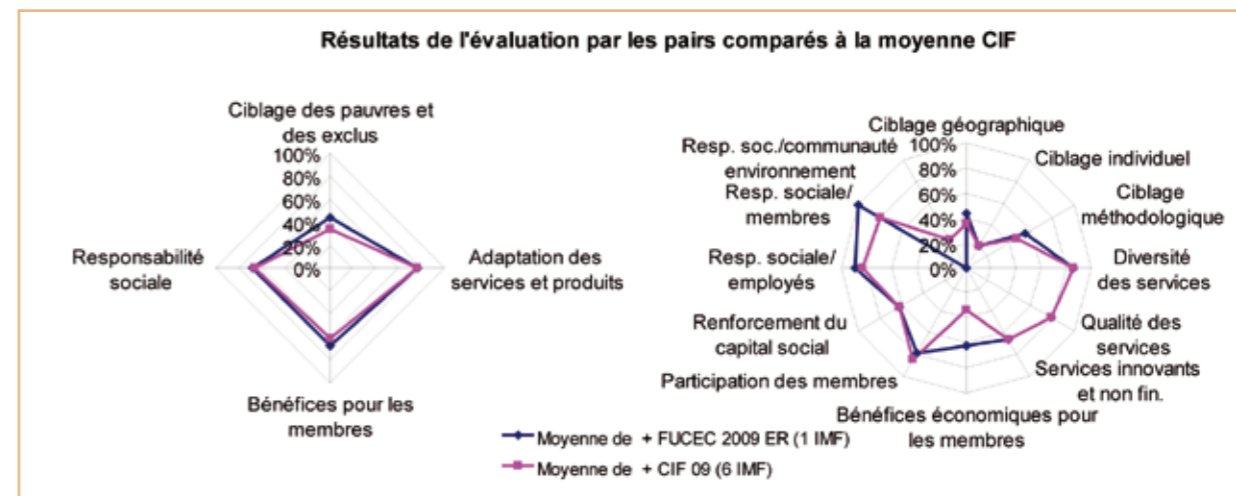 Résultats de l'évaluation par les pairs comparés à la moyenne CIF
Ciblage des pauvres et
des exclus
100%
80%
60%
40%
20%
0%
Responsabilité
sociale
Adaptation des
services et produits
Bénéfices pour les
membres
Ciblage géographique
100%
80%
60%
40%
20%
0%
Ciblage individuel
Ciblage
méthodologique
Diversité
des services
Qualité des
services
Services innovants
et non fin.
Bénéfices économiques pour
les membres
Participation des membres
Renforcement du
capital social
Resp. sociale/
employés
Resp. sociale/
membres
Resp. soc./communauté
environnement
Moyenne de + FUCEC 2009 ER (1 IMF)
Moyenne de + CIF 09 (6 IMF)